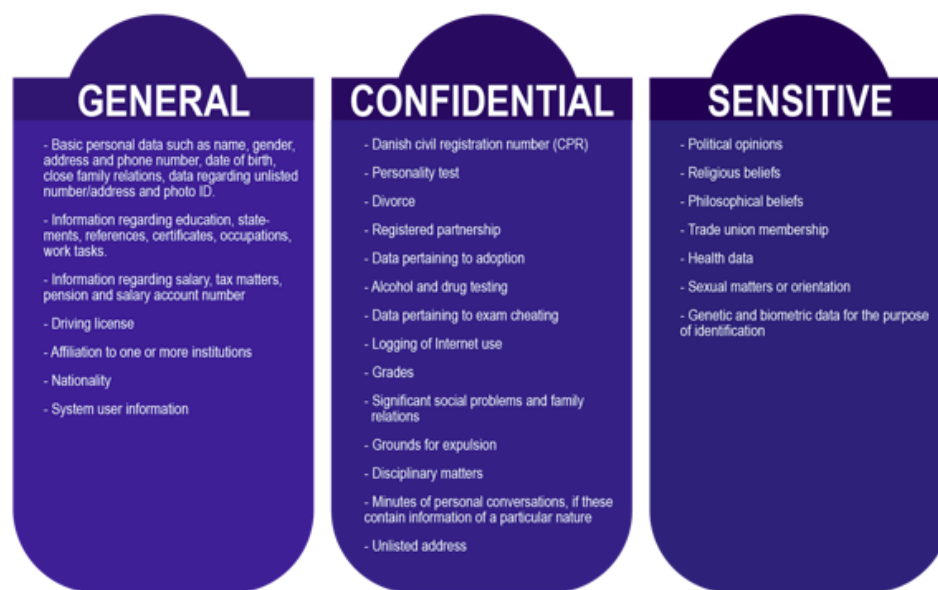 GENERAL
- Basic personal data such as name, gender,
address and phone number, date of birth,
close family relations, data regarding unlisted
number/address and photo ID.
- Information regarding education, state-
ments, references, certificates, occupations,
work tasks.
- Information regarding salary, tax matters,
pension and salary account number
- Driving license
- Affiliation to one or more institutions
- Nationality
- System user information
CONFIDENTIAL
- Danish civil registration number (CPR)
- Personality test
- Divorce
- Registered partnership
- Data pertaining to adoption
- Alcohol and drug testing
- Data pertaining to exam cheating
- Logging of Internet use
- Grades
- Significant social problems and family
relations
- Grounds for expulsion
- Disciplinary matters
- Minutes of personal conversations, if these
contain information of a particular nature
- Unlisted address
SENSITIVE
- Political opinions
- Religious beliefs
- Philosophical beliefs
- Trade union membership
- Health data
- Sexual matters or orientation
- Genetic and biometric data for the purpose
of identification